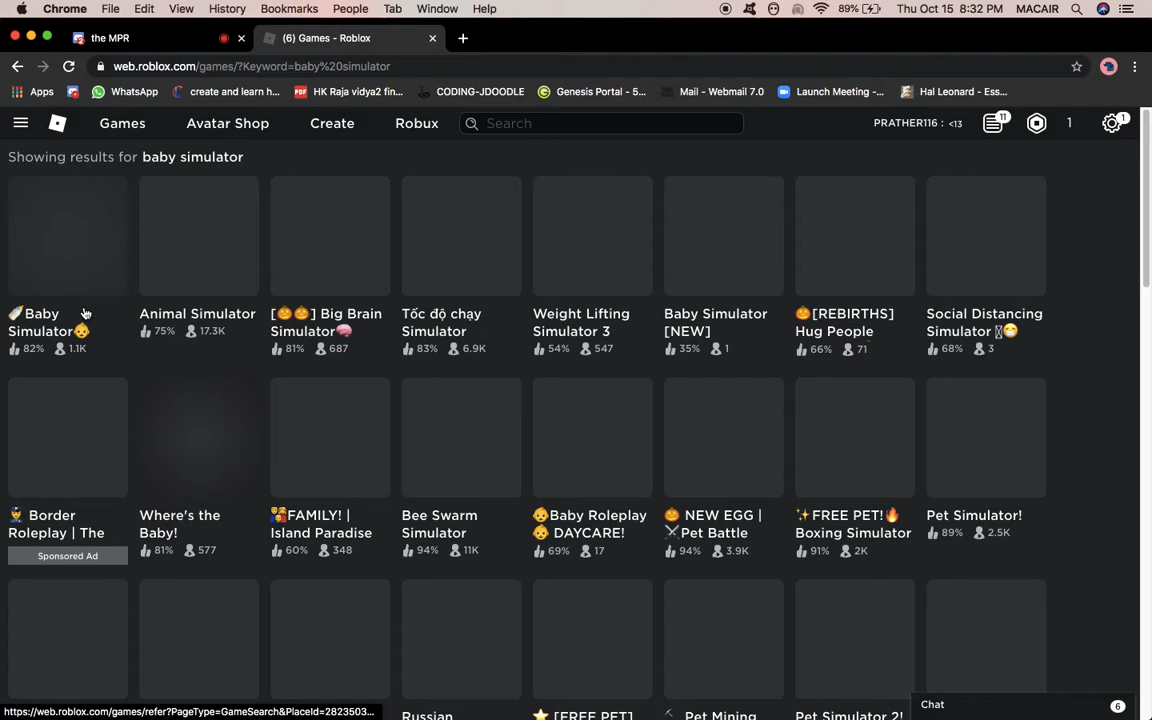 Chrome File Edit View History Bookmarks People Tab Window Help 89% Thu Oct 15 8:32 PM MACAIR
the MPR (6) Games - Roblox
web.roblox.com/games/?Keyword=baby%20simulator
Apps WhatsApp create and learn h... PDF HK Raja vidya2 fin... CODING-JDOODLE Genesis Portal - 5... Mail - Webmail 7.0 Launch Meeting -... Hal Leonard - Ess...
Games Avatar Shop Create Robux Search PRATHER116 : <13 11 1 1
Showing results for baby simulator
🍼Baby Simulator👶
82% 1.1K
Animal Simulator
75% 17.3K
[🎃🎃] Big Brain Simulator🧠
81% 687
Tốc độ chạy Simulator
83% 6.9K
Weight Lifting Simulator 3
54% 547
Baby Simulator [NEW]
35% 1
🎃[REBIRTHS] Hug People
66% 71
Social Distancing Simulator 😷
68% 3
👮 Border Roleplay | The
Sponsored Ad
Where's the Baby!
81% 577
👪FAMILY! | Island Paradise
60% 348
Bee Swarm Simulator
94% 11K
👶Baby Roleplay 👶 DAYCARE!
69% 17
🎃 NEW EGG | ⚔Pet Battle
94% 3.9K
✨FREE PET!🔥 Boxing Simulator
91% 2K
Pet Simulator!
89% 2.5K
Russian
⭐ [FREE PET]
⛏ Pet Mining
Pet Simulator 2!
Chat 6
https://web.roblox.com/games/refer?PageType=GameSearch&PlaceId=2823503...